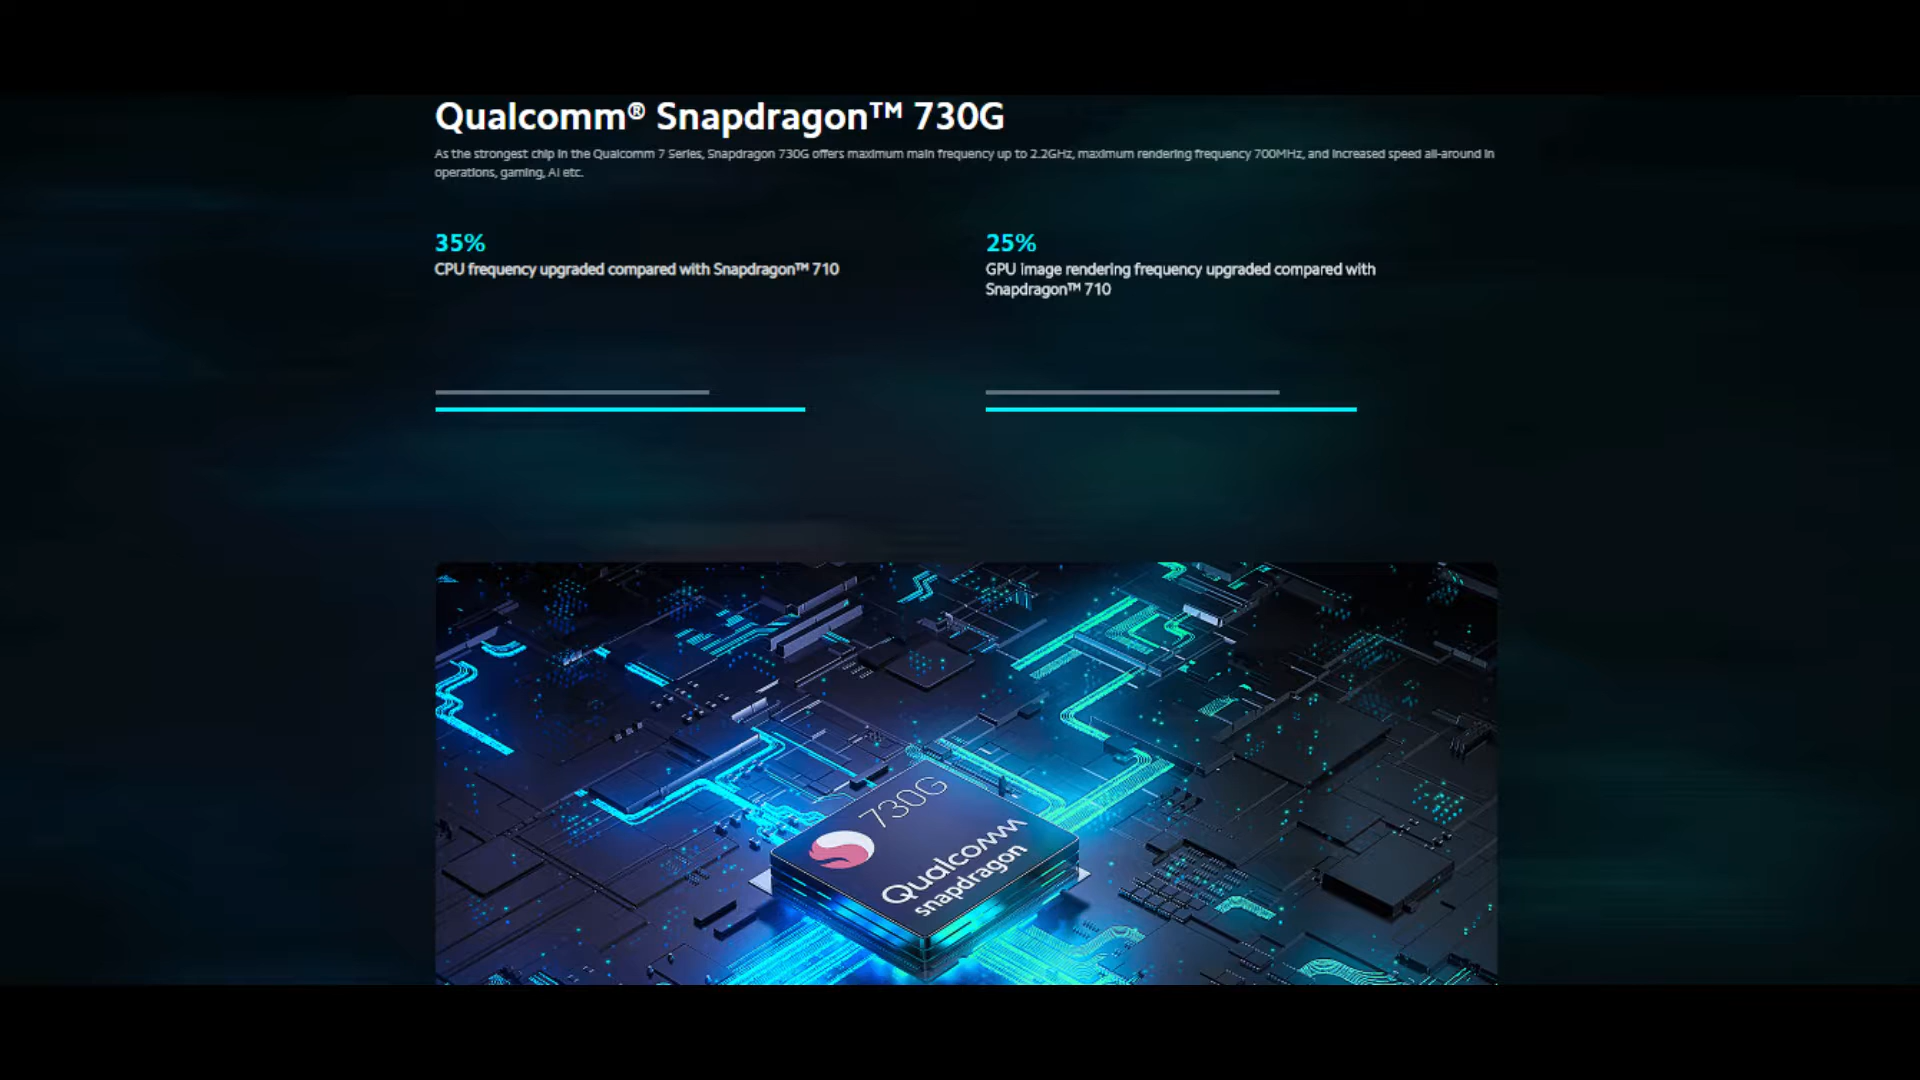 Qualcomm® Snapdragon™ 730G
As the strongest chip in the Qualcomm 7 Series, Snapdragon 730G offers maximum main frequency up to 2.2GHz, maximum rendering frequency 700MHz, and increased speed all-around in
operations, gaming, AI etc.
35%
CPU frequency upgraded compared with Snapdragon™ 710
25%
GPU image rendering frequency upgraded compared with
Snapdragon™ 710
730G
Qualcomm
snapdragon